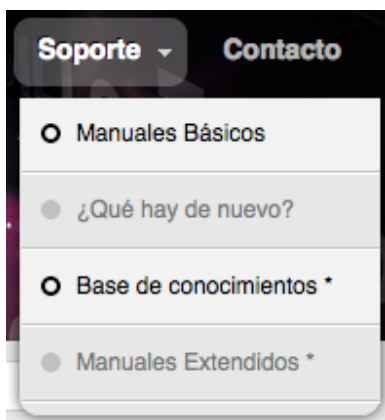 Soporte Contacto
Manuales Básicos
¿Qué hay de nuevo?
Base de conocimientos *
Manuales Extendidos *